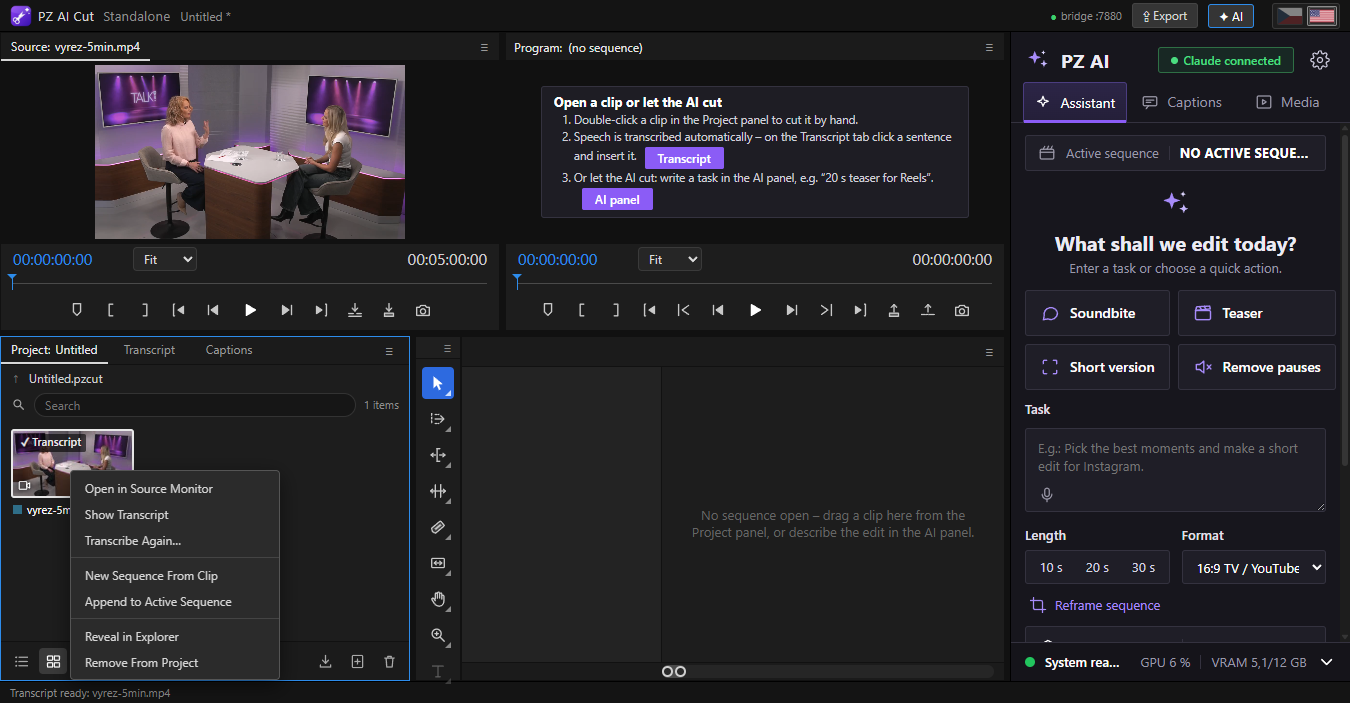 PZ AI Cut Standalone Untitled *
bridge :7880 Export AI
Source: vyrez-5min.mp4
TALK!
00:00:00:00 Fit 00:05:00:00
Program: (no sequence)
Open a clip or let the AI cut
1. Double-click a clip in the Project panel to cut it by hand.
2. Speech is transcribed automatically – on the Transcript tab click a sentence
and insert it. Transcript
3. Or let the AI cut: write a task in the AI panel, e.g. “20 s teaser for Reels”.
AI panel
00:00:00:00 Fit 00:00:00:00
Project: Untitled Transcript Captions
Untitled.pzcut
Search 1 items
✓ Transcript
vyrez-5m
Open in Source Monitor
Show Transcript
Transcribe Again...
New Sequence From Clip
Append to Active Sequence
Reveal in Explorer
Remove From Project
No sequence open – drag a clip here from the
Project panel, or describe the edit in the AI panel.
PZ AI Claude connected
Assistant Captions Media
Active sequence NO ACTIVE SEQUE...
What shall we edit today?
Enter a task or choose a quick action.
Soundbite Teaser
Short version Remove pauses
Task
E.g.: Pick the best moments and make a short
edit for Instagram.
Length Format
10 s 20 s 30 s 16:9 TV / YouTube
Reframe sequence
System rea... GPU 6 % VRAM 5,1/12 GB
Transcript ready: vyrez-5min.mp4